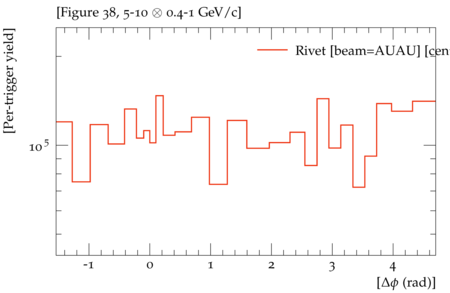 [Figure 38, 5-10 ⊗ 0.4-1 GeV/c]
Rivet [beam=AUAU] [cen
[Per-trigger yield]
10⁵
-1 0 1 2 3 4
[Δϕ (rad)]